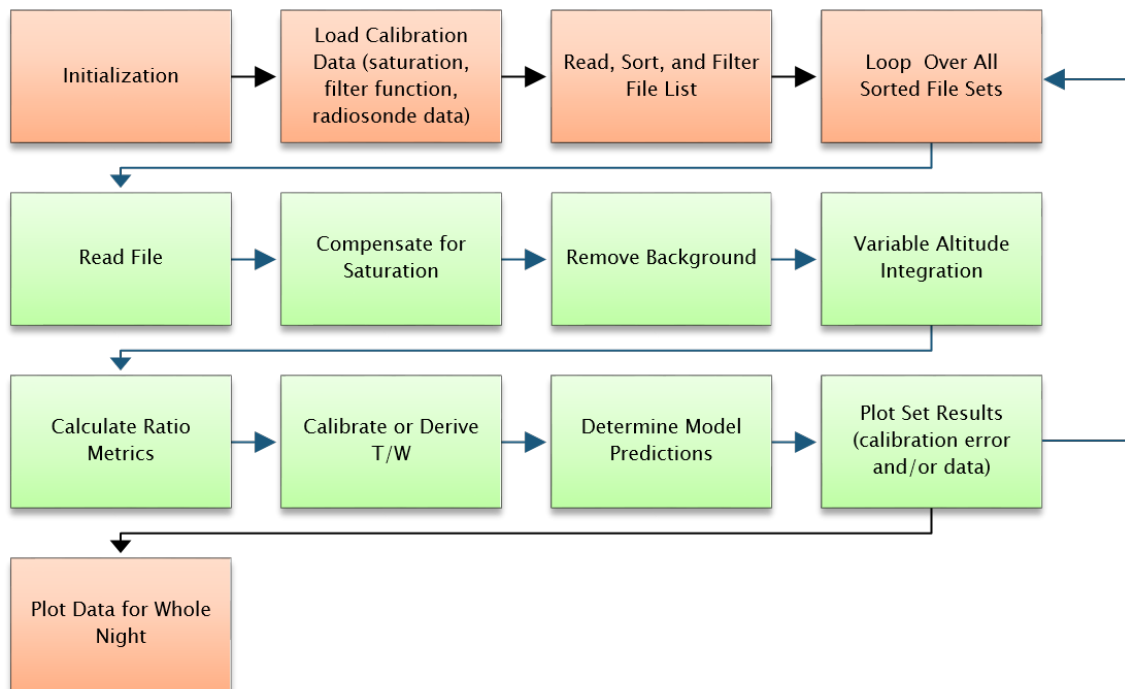 Initialization
Load Calibration
Data (saturation,
filter function,
radiosonde data)
Read, Sort, and Filter
File List
Loop  Over All
Sorted File Sets
Read File
Compensate for
Saturation
Remove Background
Variable Altitude
Integration
Calculate Ratio
Metrics
Calibrate or Derive
T/W
Determine Model
Predictions
Plot Set Results
(calibration error
and/or data)
Plot Data for Whole
Night